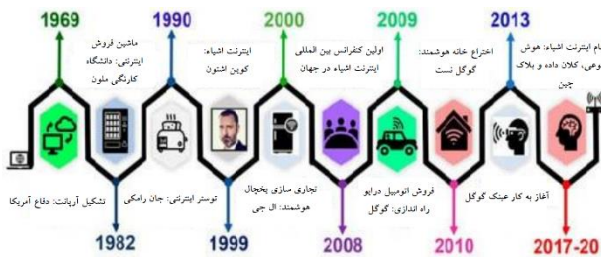 1969
1990
2000
2009
2013
ماشین فروش
اینترنتی: دانشگاه
کارنگی ملون
اینترنت اشیاء:
کوین اشتون
اولین کنفرانس بین المللی
اینترنت اشیاء در جهان
اختراع خانه هوشمند:
گوگل نست
اینترنت اشیاء: هوش
کلان داده و بلاک
چین
تشکیل آرپانت: دفاع آمریکا
توستر اینترنتی: جان رامکی
تجاری سازی یخچال
هوشمند: ال جی
فروش اتومبیل درایو
راه اندازی: گوگل
آغاز به کار عینک گوگل
1982
1999
2008
2010
2017-20